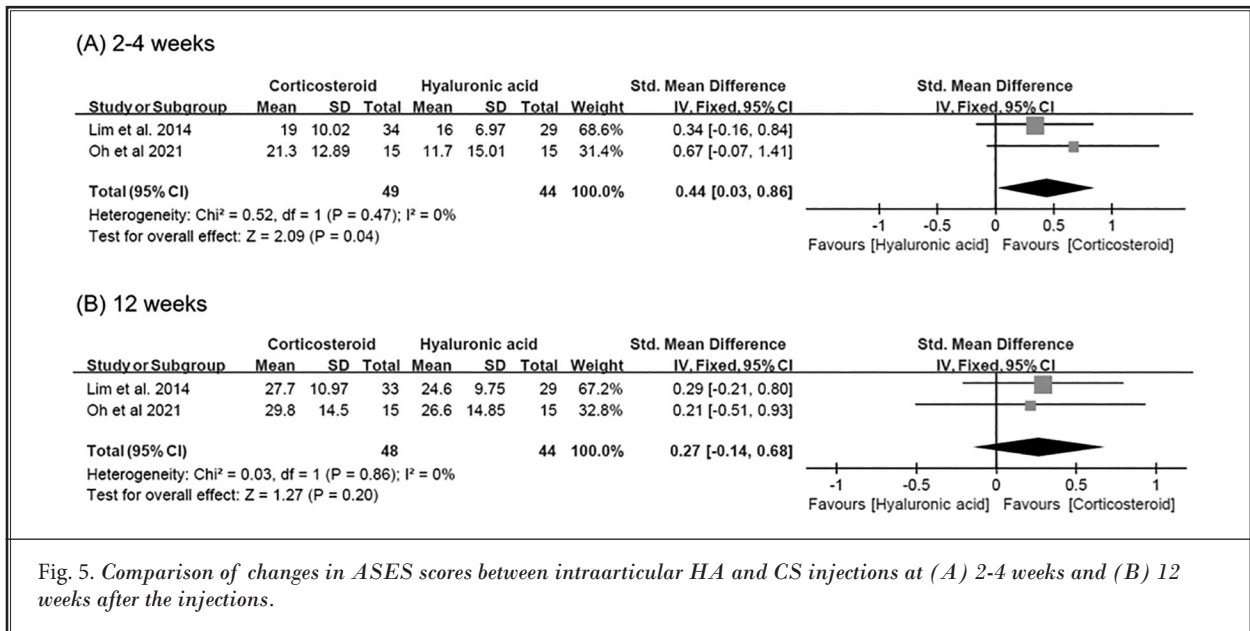 (A) 2-4 weeks
Corticosteroid Hyaluronic acid Std. Mean Difference Std. Mean Difference
Study or Subgroup Mean SD Total Mean SD Total Weight IV, Fixed, 95% CI IV, Fixed, 95% CI
Lim et al. 2014 19 10.02 34 16 6.97 29 68.6% 0.34 [-0.16, 0.84]
Oh et al 2021 21.3 12.89 15 11.7 15.01 15 31.4% 0.67 [-0.07, 1.41]
Total (95% CI) 49 44 100.0% 0.44 [0.03, 0.86]
Heterogeneity: Chi² = 0.52, df = 1 (P = 0.47); I² = 0%
Test for overall effect: Z = 2.09 (P = 0.04)
-1 -0.5 0 0.5 1
Favours [Hyaluronic acid] Favours [Corticosteroid]
(B) 12 weeks
Corticosteroid Hyaluronic acid Std. Mean Difference Std. Mean Difference
Study or Subgroup Mean SD Total Mean SD Total Weight IV, Fixed, 95% CI IV, Fixed, 95% CI
Lim et al. 2014 27.7 10.97 33 24.6 9.75 29 67.2% 0.29 [-0.21, 0.80]
Oh et al 2021 29.8 14.5 15 26.6 14.85 15 32.8% 0.21 [-0.51, 0.93]
Total (95% CI) 48 44 100.0% 0.27 [-0.14, 0.68]
Heterogeneity: Chi² = 0.03, df = 1 (P = 0.86); I² = 0%
Test for overall effect: Z = 1.27 (P = 0.20)
-1 -0.5 0 0.5 1
Favours [Hyaluronic acid] Favours [Corticosteroid]
Fig. 5. Comparison of changes in ASES scores between intraarticular HA and CS injections at (A) 2-4 weeks and (B) 12
weeks after the injections.